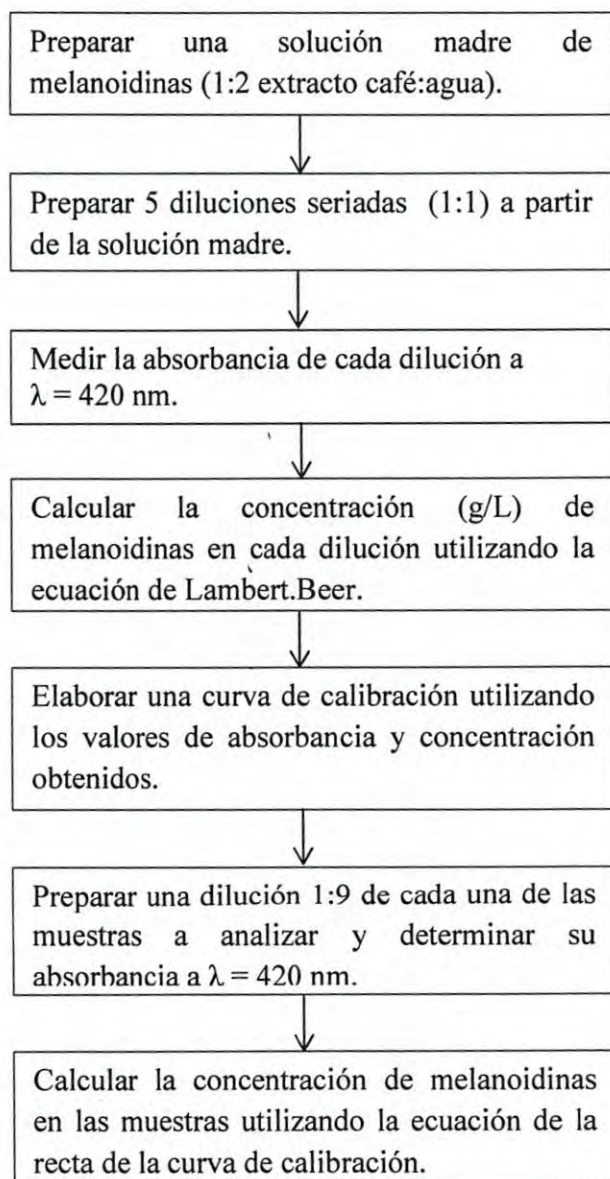 Preparar una solución madre de
melanoidinas (1:2 extracto café:agua).
Preparar 5 diluciones seriadas (1:1) a partir
de la solución madre.
Medir la absorbancia de cada dilución a
λ = 420 nm.
Calcular la concentración (g/L) de
melanoidinas en cada dilución utilizando la
ecuación de Lambert.Beer.
Elaborar una curva de calibración utilizando
los valores de absorbancia y concentración
obtenidos.
Preparar una dilución 1:9 de cada una de las
muestras a analizar y determinar su
absorbancia a λ = 420 nm.
Calcular la concentración de melanoidinas
en las muestras utilizando la ecuación de la
recta de la curva de calibración.